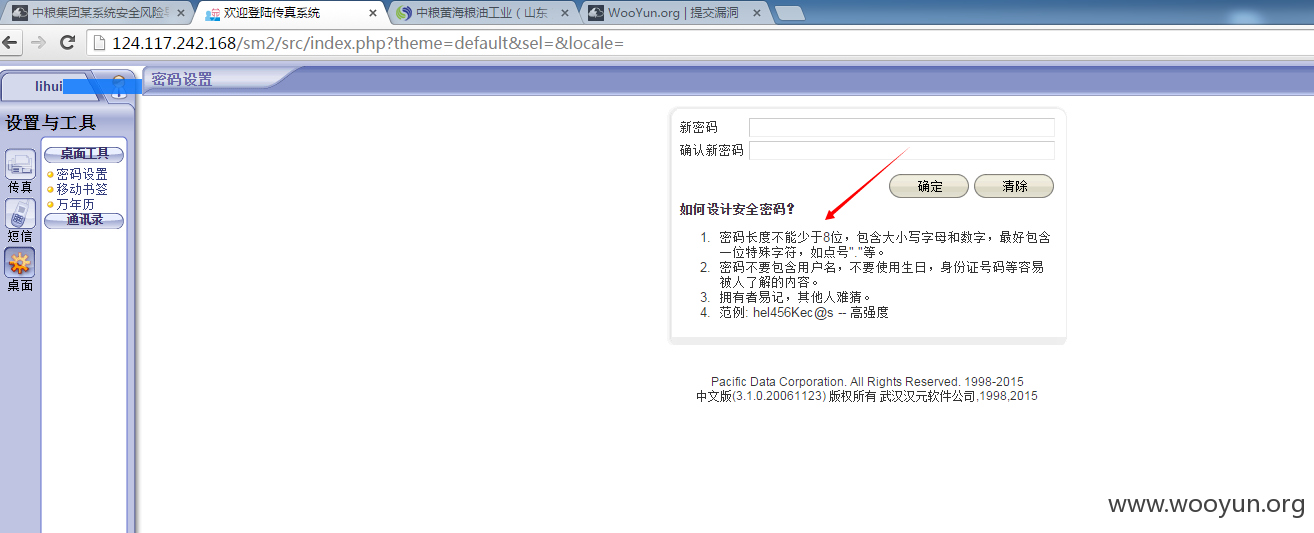 中粮集团某系统安全风险
欢迎登陆传真系统
中粮黄海粮油工业（山东
WooYun.org | 提交漏洞
124.117.242.168/sm2/src/index.php?theme=default&sel=&locale=
lihui
密码设置
设置与工具
传真
短信
桌面
桌面工具
密码设置
移动书签
万年历
通讯录
新密码
确认新密码
确定
清除
如何设计安全密码?
1. 密码长度不能少于8位，包含大小写字母和数字，最好包含
一位特殊字符，如点号"."等。
2. 密码不要包含用户名，不要使用生日，身份证号码等容易
被人了解的内容。
3. 拥有者易记，其他人难猜。
4. 范例: hel456Kec@s -- 高强度
Pacific Data Corporation. All Rights Reserved. 1998-2015
中文版(3.1.0.20061123) 版权所有 武汉汉元软件公司,1998,2015
www.wooyun.org